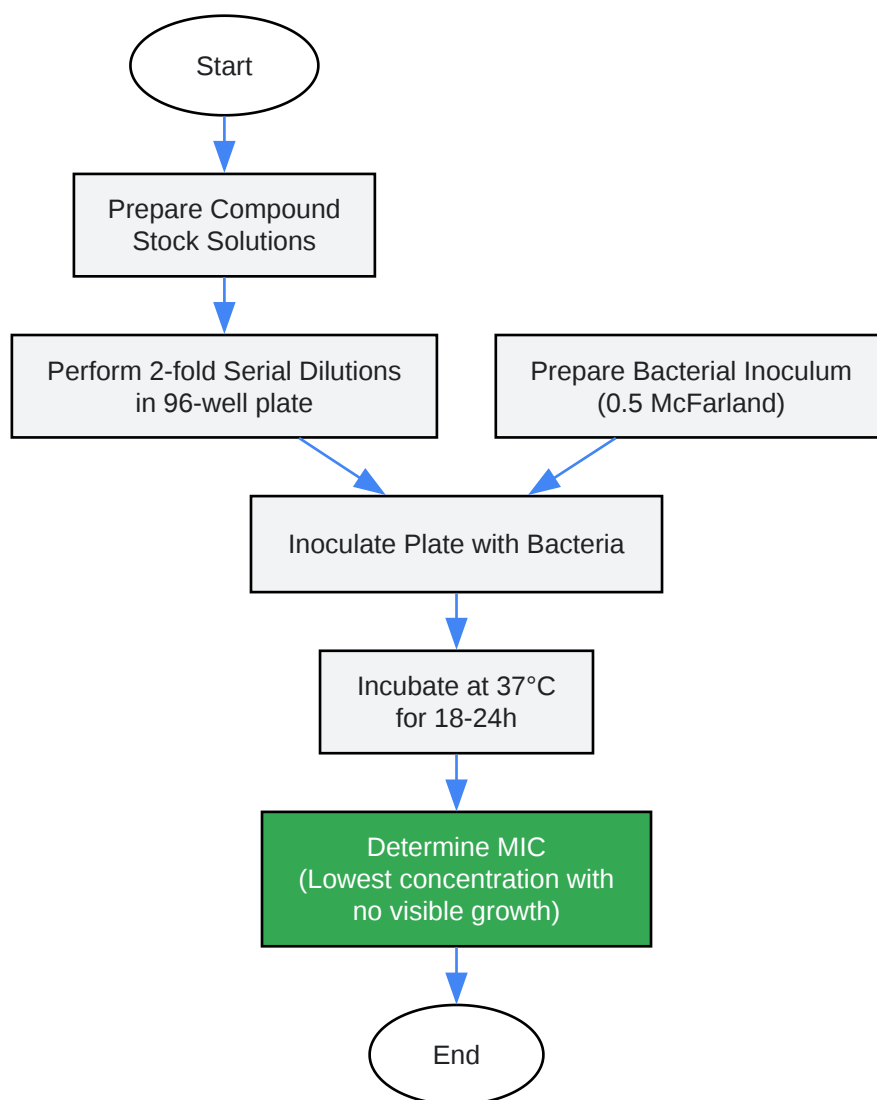 Start
Prepare Compound
Stock Solutions
Perform 2-fold Serial Dilutions
in 96-well plate
Prepare Bacterial Inoculum
(0.5 McFarland)
Inoculate Plate with Bacteria
Incubate at 37°C
for 18-24h
Determine MIC
(Lowest concentration with
no visible growth)
End